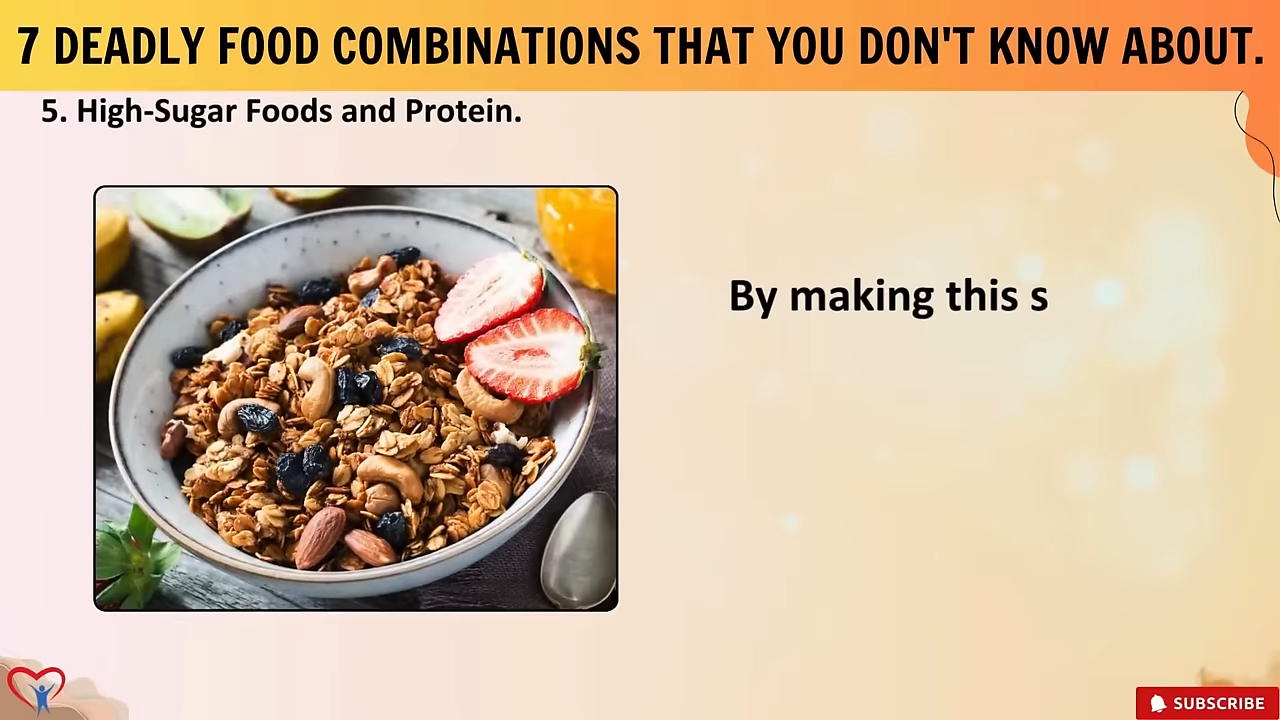 7 DEADLY FOOD COMBINATIONS THAT YOU DON'T KNOW ABOUT.
5. High-Sugar Foods and Protein.
By making this s
SUBSCRIBE